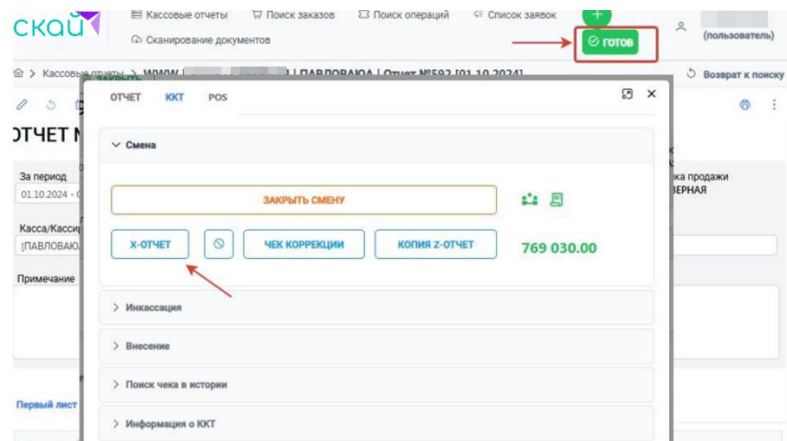 скай
Кассовые отчеты
Поиск заказов
Поиск операций
Список заявок
Сканирование документов
ГОТОВ
(пользователь)
Кассовые отчеты > WWW | ПАВЛОВАЮА | Отчет №592 [01.10.2024]
Возврат к поиску
ОТЧЕТ
ККТ
POS
ОТЧЕТ
Смена
За период
01.10.2024 -
ка продажи
ЗАКРЫТЬ СМЕНУ
Касса/Касси
[ПАВЛОВАЮ
X-ОТЧЕТ
ЧЕК КОРРЕКЦИИ
КОПИЯ Z-ОТЧЕТ
769 030.00
Примечание
Инкассация
Внесение
Поиск чека в истории
Первый лист
Информация о ККТ